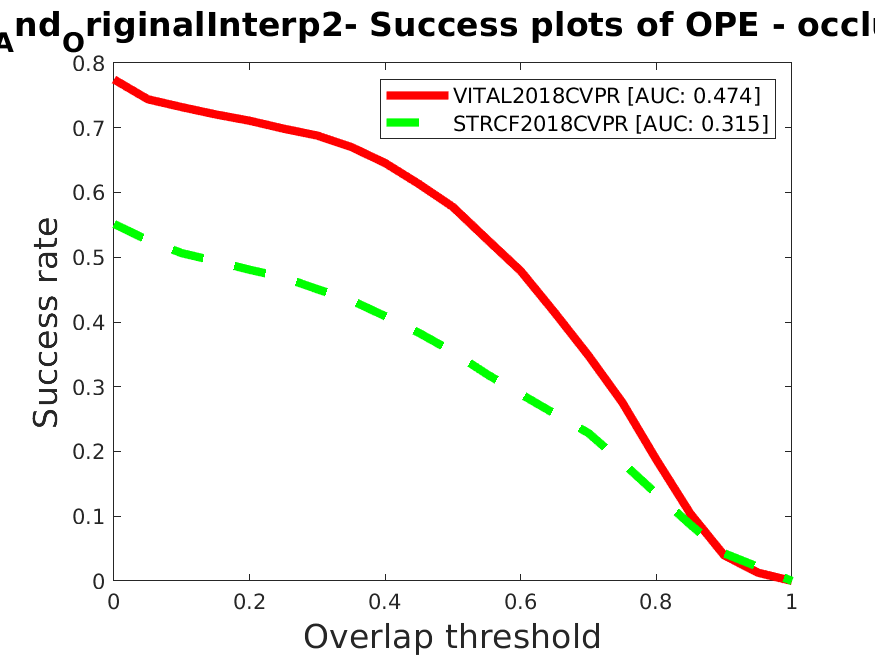 AndOriginalInterp2- Success plots of OPE - occlu
0.8
VITAL2018CVPR [AUC: 0.474]
STRCF2018CVPR [AUC: 0.315]
0.7
0.6
0.5
0.4
0.3
0.2
0.1
0
Success rate
0 0.2 0.4 0.6 0.8 1
Overlap threshold